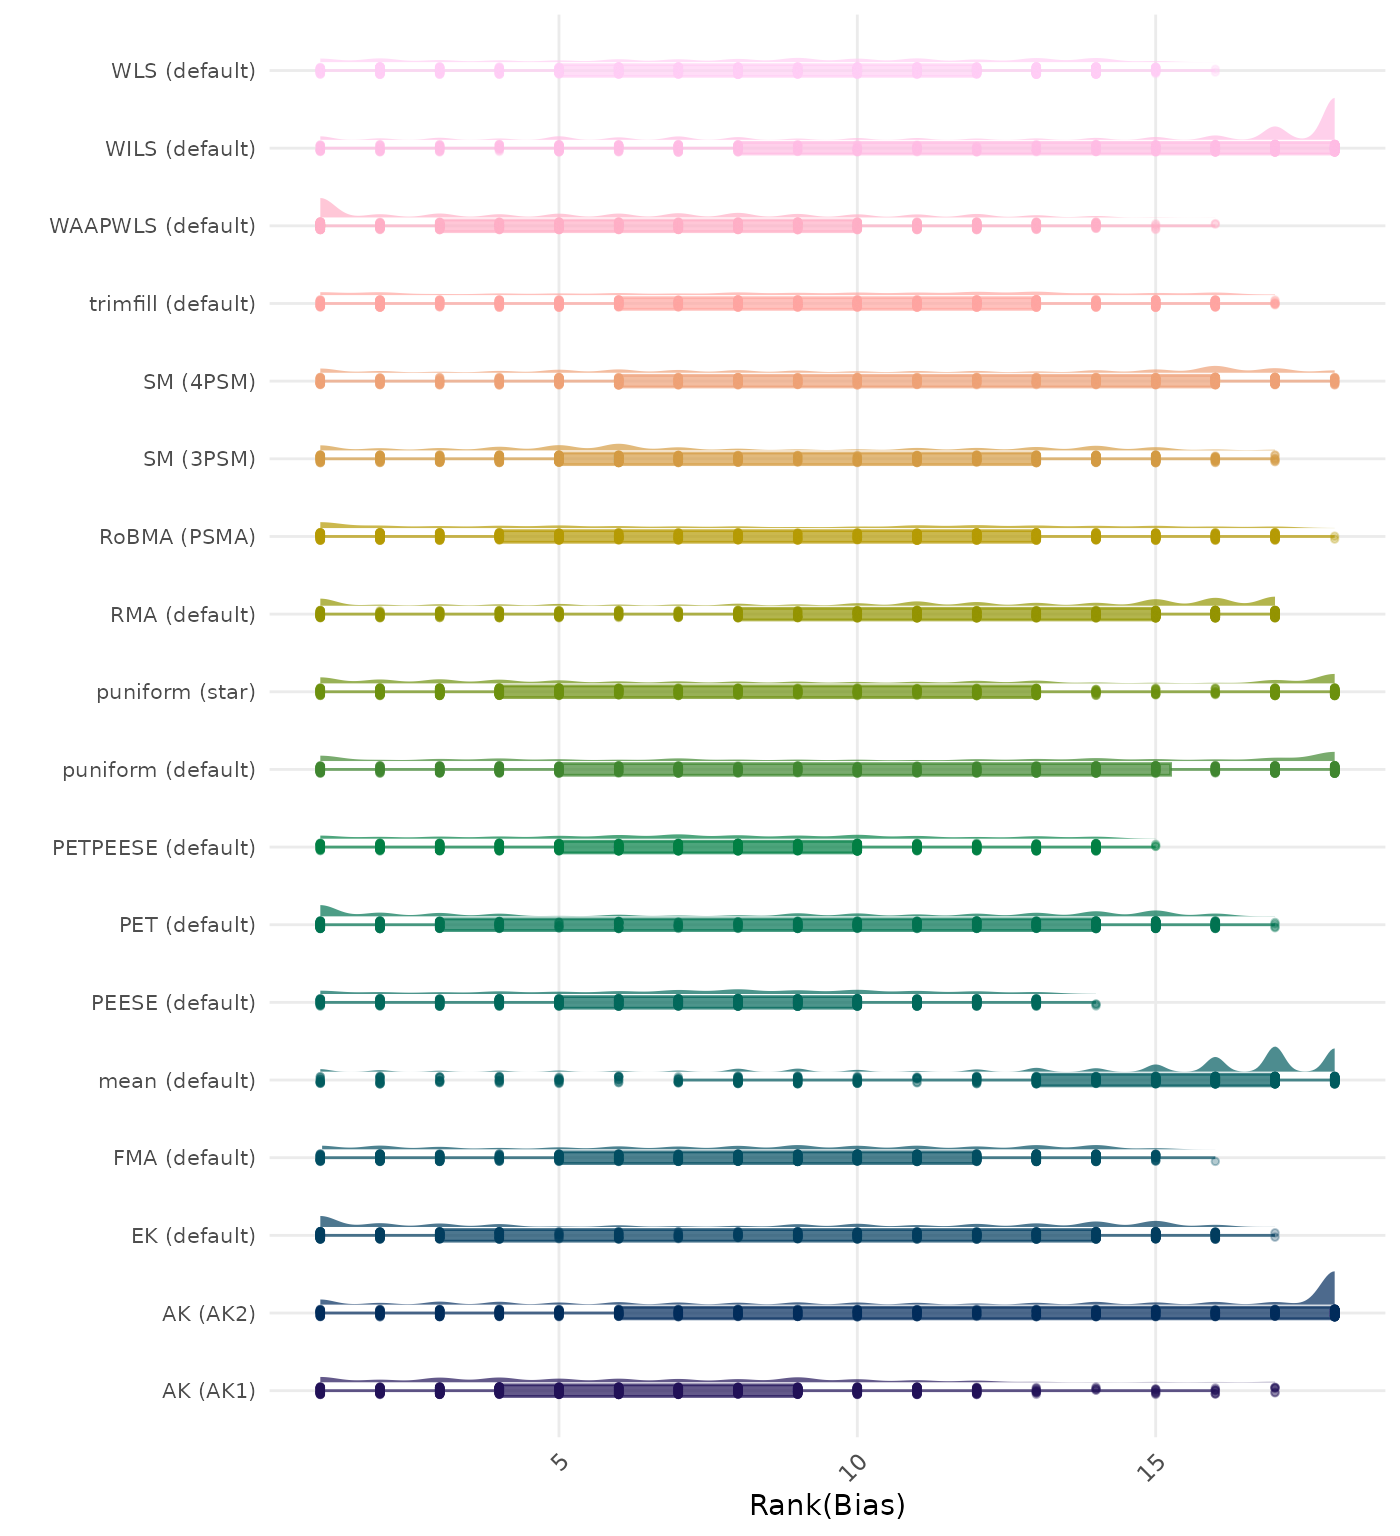 WLS (default)
WILS (default)
WAAPWLS (default)
trimfill (default)
SM (4PSM)
SM (3PSM)
RoBMA (PSMA)
RMA (default)
puniform (star)
puniform (default)
PETPEESE (default)
PET (default)
PEESE (default)
mean (default)
FMA (default)
EK (default)
AK (AK2)
AK (AK1)
5
10
15
Rank(Bias)